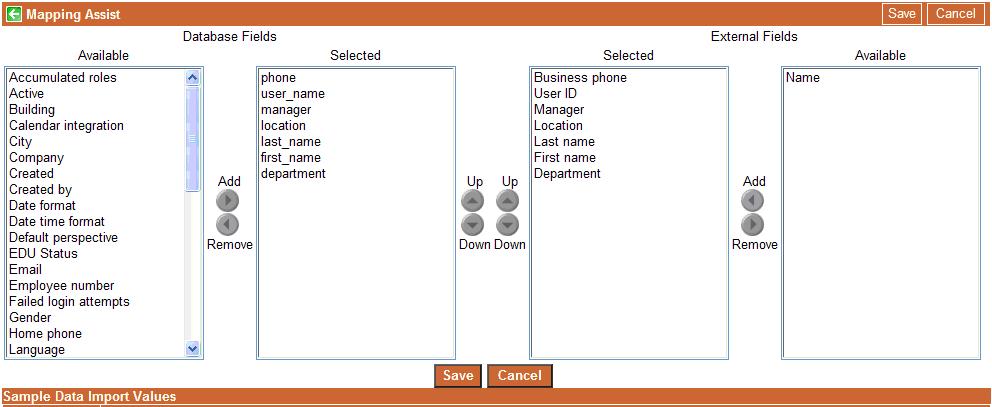 Mapping Assist Save Cancel
Database Fields External Fields
Available Selected Selected Available
Accumulated roles phone Business phone Name
Active user_name User ID
Building manager Manager
Calendar integration location Location
City last_name Last name
Company first_name First name
Created department Department
Created by
Date format
Date time format
Default perspective
EDU Status
Email
Employee number
Failed login attempts
Gender
Home phone
Language
Add Up Up Add
Remove Down Down Remove
Save Cancel
Sample Data Import Values